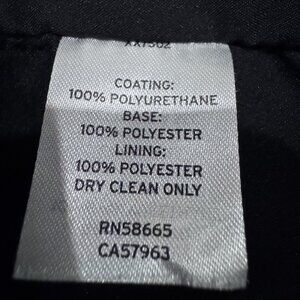 COATING:
100% POLYURETHANE
BASE:
100% POLYESTER
LINING:
100% POLYESTER
DRY CLEAN ONLY
RN58665
CA57963